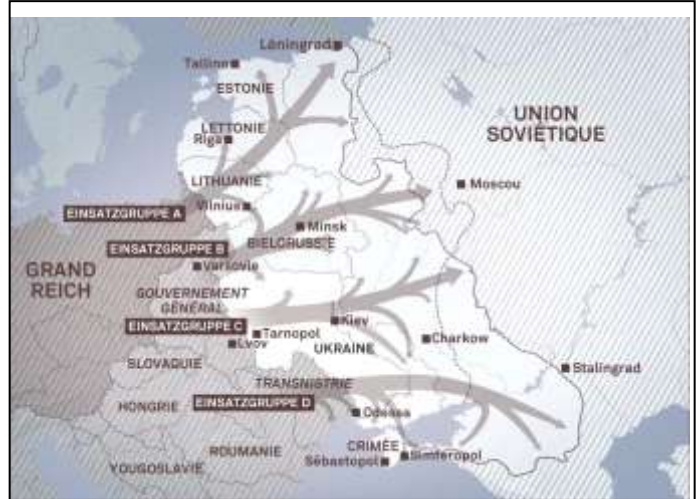 Léningrad
Tallinn
ESTONIE
LETTONIE
Riga
UNION
SOVIÉTIQUE
LITHUANIE
Moscou
EINSATZGRUPPE A
Vilnius
Minsk
EINSATZGRUPPE B
BIÉLORUSSIE
Varsovie
GRAND
REICH
GOUVERNEMENT
GÉNÉRAL
EINSATZGRUPPE C
Kiev
Tarnopol
Lvov
UKRAINE
Charkow
SLOVAQUIE
Stalingrad
TRANSNISTRIE
HONGRIE
EINSATZGRUPPE D
Odessa
ROUMANIE
CRIMÉE
Simferopol
Sébastopol
YOUGOSLAVIE